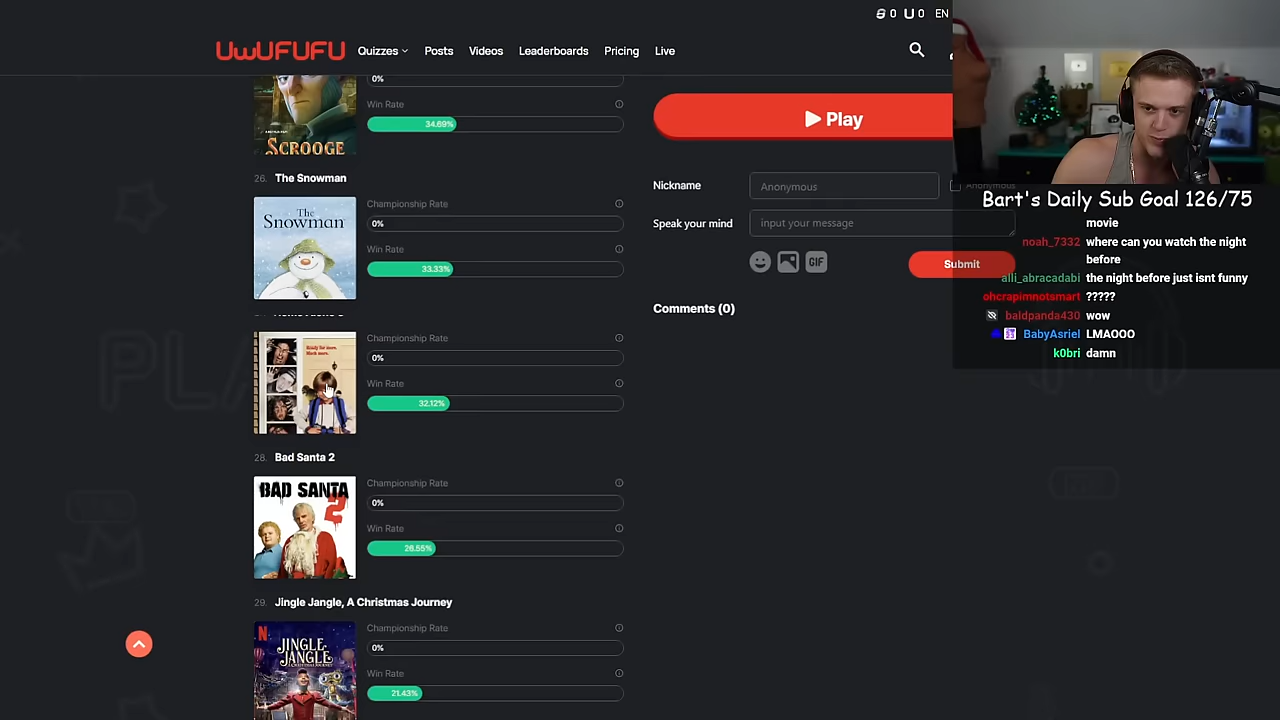 0 0 EN
UwUFUFU Quizzes Posts Videos Leaderboards Pricing Live
0%
Win Rate
34.69%
SCROOGE
26. The Snowman
The
Snowman
Championship Rate
0%
Win Rate
33.33%
Championship Rate
0%
Win Rate
32.12%
28. Bad Santa 2
BAD SANTA
2
Championship Rate
0%
Win Rate
26.55%
29. Jingle Jangle, A Christmas Journey
N
JINGLE
JANGLE
Championship Rate
0%
Win Rate
21.43%
Play
Nickname
Anonymous
Anonymous
Speak your mind
input your message
GIF
Submit
Comments (0)
Bart's Daily Sub Goal 126/75
movie
noah_7332 where can you watch the night
before
alli_abracadabi the night before just isnt funny
ohcrapimnotsmart ?????
baldpanda430 wow
BabyAsriel LMAOOO
k0bri damn